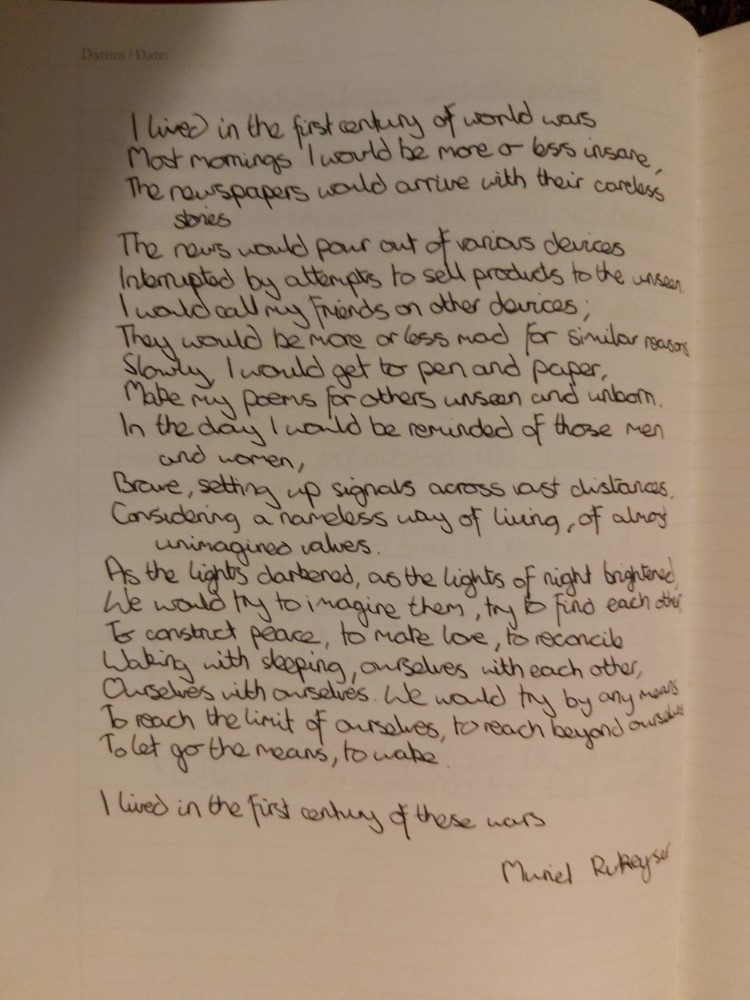 Datum / Date:
I lived in the first century of world wars
Most mornings I would be more or less insane,
The newspapers would arrive with their careless
stories
The news would pour out of various devices
Interrupted by attempts to sell products to the unseen.
I would call my friends on other devices;
They would be more or less mad for similar reasons
Slowly, I would get to pen and paper,
Make my poems for others unseen and unborn.
In the day I would be reminded of those men
and women,
Brave, setting up signals across vast distances.
Considering a nameless way of living, of almost
unimagined values.
As the lights darkened, as the lights of night brightened,
We would try to imagine them, try to find each other,
To construct peace, to make love, to reconcile
Waking with sleeping, ourselves with each other,
Ourselves with ourselves. We would try by any means
To reach the limit of ourselves, to reach beyond ourselves
To let go the means, to wake.
I lived in the first century of these wars
Muriel Rukeyser